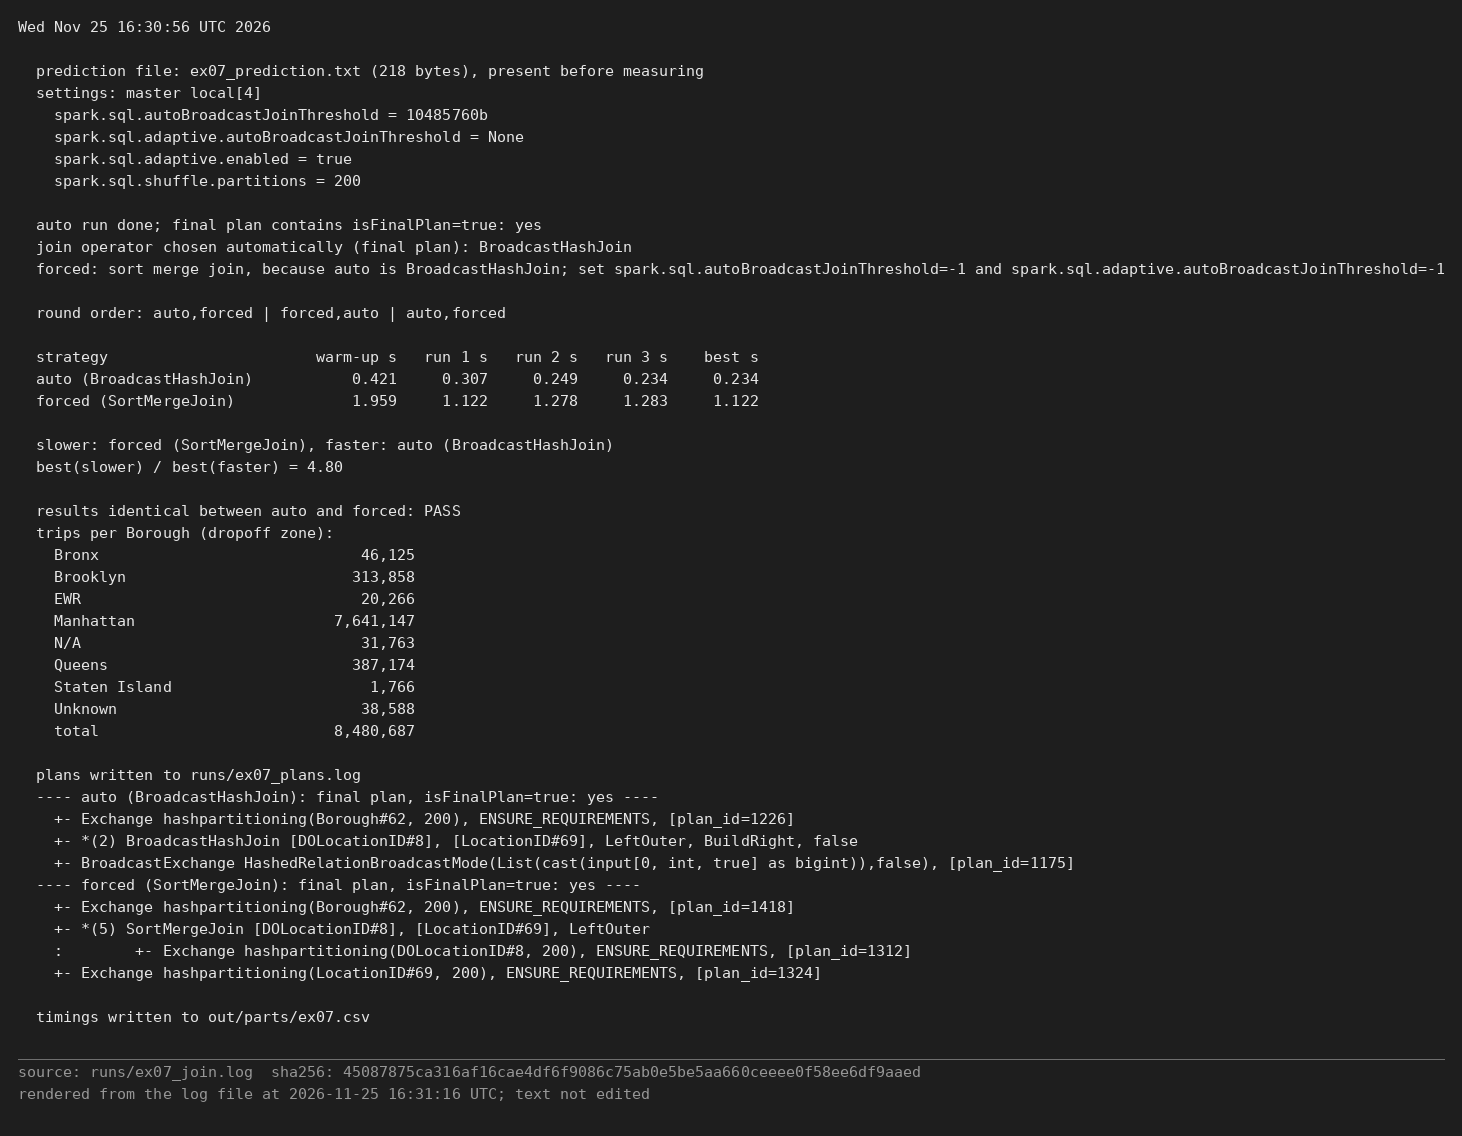 Wed Nov 25 16:30:56 UTC 2026
prediction file: ex07_prediction.txt (218 bytes), present before measuring
settings: master local[4]
spark.sql.autoBroadcastJoinThreshold = 10485760b
spark.sql.adaptive.autoBroadcastJoinThreshold = None
spark.sql.adaptive.enabled = true
spark.sql.shuffle.partitions = 200
auto run done; final plan contains isFinalPlan=true: yes
join operator chosen automatically (final plan): BroadcastHashJoin
forced: sort merge join, because auto is BroadcastHashJoin; set spark.sql.autoBroadcastJoinThreshold=-1 and spark.sql.adaptive.autoBroadcastJoinThreshold=-1
round order: auto,forced | forced,auto | auto,forced
strategy warm-up s run 1 s run 2 s run 3 s best s
auto (BroadcastHashJoin) 0.421 0.307 0.249 0.234 0.234
forced (SortMergeJoin) 1.959 1.122 1.278 1.283 1.122
slower: forced (SortMergeJoin), faster: auto (BroadcastHashJoin)
best(slower) / best(faster) = 4.80
results identical between auto and forced: PASS
trips per Borough (dropoff zone):
Bronx 46,125
Brooklyn 313,858
EWR 20,266
Manhattan 7,641,147
N/A 31,763
Queens 387,174
Staten Island 1,766
Unknown 38,588
total 8,480,687
plans written to runs/ex07_plans.log
---- auto (BroadcastHashJoin): final plan, isFinalPlan=true: yes ----
+- Exchange hashpartitioning(Borough#62, 200), ENSURE_REQUIREMENTS, [plan_id=1226]
+- *(2) BroadcastHashJoin [DOLocationID#8], [LocationID#69], LeftOuter, BuildRight, false
+- BroadcastExchange HashedRelationBroadcastMode(List(cast(input[0, int, true] as bigint)),false), [plan_id=1175]
---- forced (SortMergeJoin): final plan, isFinalPlan=true: yes ----
+- Exchange hashpartitioning(Borough#62, 200), ENSURE_REQUIREMENTS, [plan_id=1418]
+- *(5) SortMergeJoin [DOLocationID#8], [LocationID#69], LeftOuter
: +- Exchange hashpartitioning(DOLocationID#8, 200), ENSURE_REQUIREMENTS, [plan_id=1312]
+- Exchange hashpartitioning(LocationID#69, 200), ENSURE_REQUIREMENTS, [plan_id=1324]
timings written to out/parts/ex07.csv
source: runs/ex07_join.log sha256: 45087875ca316af16cae4df6f9086c75ab0e5be5aa660ceeee0f58ee6df9aaed
rendered from the log file at 2026-11-25 16:31:16 UTC; text not edited